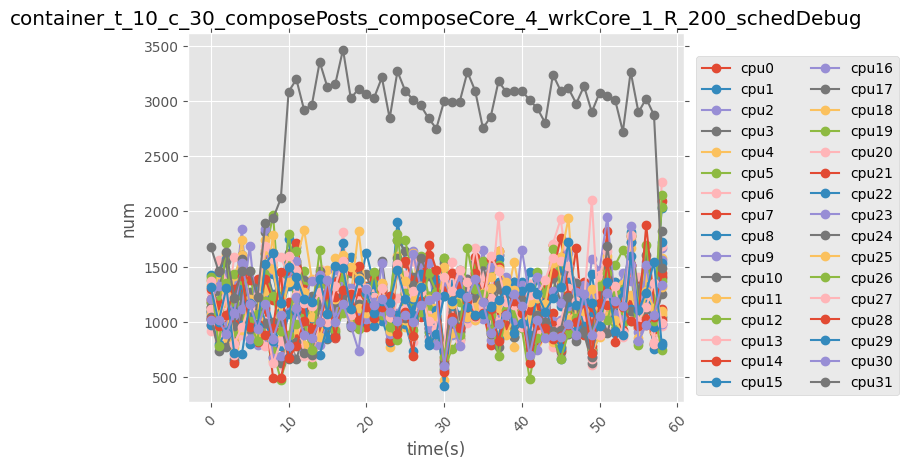 container_t_10_c_30_composePosts_composeCore_4_wrkCore_1_R_200_schedDebug
3500
3000
2500
2000
1500
1000
500
num
0
10
20
30
40
50
60
time(s)
cpu0
cpu1
cpu2
cpu3
cpu4
cpu5
cpu6
cpu7
cpu8
cpu9
cpu10
cpu11
cpu12
cpu13
cpu14
cpu15
cpu16
cpu17
cpu18
cpu19
cpu20
cpu21
cpu22
cpu23
cpu24
cpu25
cpu26
cpu27
cpu28
cpu29
cpu30
cpu31